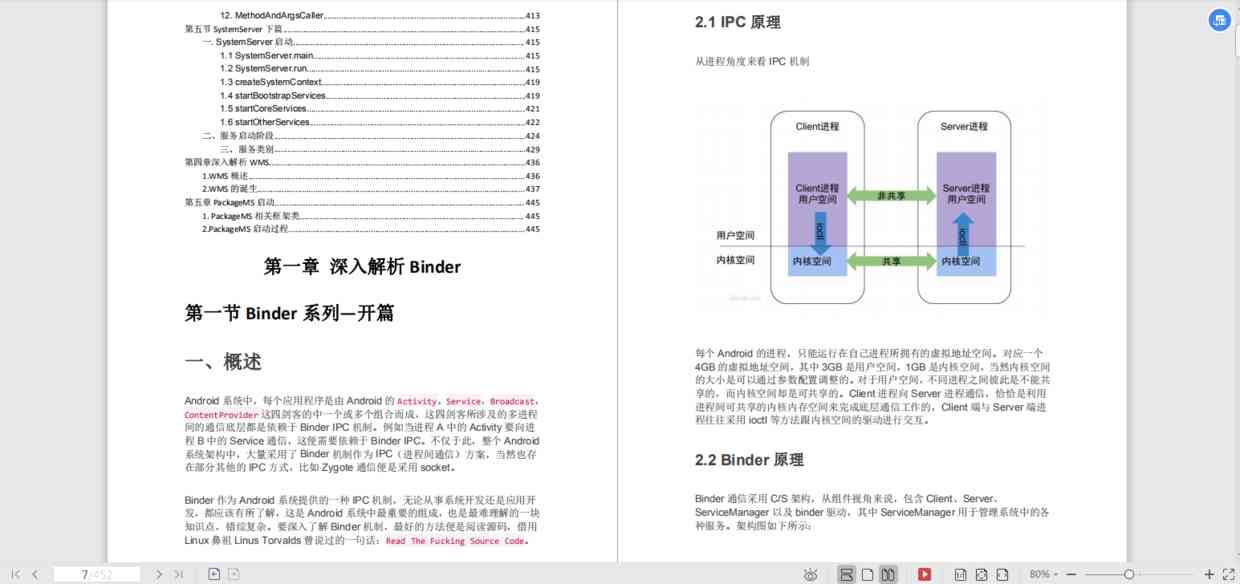 12. MethodAndArgsCaller....413
第五节 SystemServer 下篇....415
一. SystemServer 启动....415
1.1 SystemServer.main....415
1.2 SystemServer.run....415
1.3 createSystemContext....419
1.4 startBootstrapServices....419
1.5 startCoreServices....421
1.6 startOtherServices....422
二、服务启动阶段....424
三、服务类别....429
第四章深入解析 WMS....436
1.WMS 概述....436
2.WMS 的诞生....437
第五章 PackageMS 启动....445
1. PackageMS 相关框架类....445
2.PackageMS 启动过程....445
第一章 深入解析 Binder
第一节 Binder 系列—开篇
一、概述
Android 系统中，每个应用程序是由 Android 的 Activity，Service，Broadcast，
ContentProvider 这四剑客的中一个或多个组合而成，这四剑客所涉及的多进程
间的通信底层都是依赖于 Binder IPC 机制。例如当进程 A 中的 Activity 要向进
程 B 中的 Service 通信，这便需要依赖于 Binder IPC。不仅于此，整个 Android
系统架构中，大量采用了 Binder 机制作为 IPC（进程间通信）方案，当然也存
在部分其他的 IPC 方式，比如 Zygote 通信便是采用 socket。
Binder 作为 Android 系统提供的一种 IPC 机制，无论从事系统开发还是应用开
发，都应该有所了解，这是 Android 系统中最重要的组成，也是最难理解的一块
知识点，错综复杂。要深入了解 Binder 机制，最好的方法便是阅读源码，借用
Linux 鼻祖 Linus Torvalds 曾说过的一句话：Read The Fucking Source Code。
2.1 IPC 原理
从进程角度来看 IPC 机制
Client进程
Server进程
Client进程
用户空间
非共享
Server进程
用户空间
ioctl
ioctl
用户空间
内核空间
内核空间
共享
内核空间
每个 Android 的进程，只能运行在自己进程所拥有的虚拟地址空间。对应一个
4GB 的虚拟地址空间，其中 3GB 是用户空间，1GB 是内核空间，当然内核空间
的大小是可以通过参数配置调整的。对于用户空间，不同进程之间彼此是不能共
享的，而内核空间却是可共享的。Client 进程向 Server 进程通信，恰恰是利用
进程间可共享的内核内存空间来完成底层通信工作的，Client 端与 Server 端进
程往往采用 ioctl 等方法跟内核空间的驱动进行交互。
2.2 Binder 原理
Binder 通信采用 C/S 架构，从组件视角来说，包含 Client、Server、
ServiceManager 以及 binder 驱动，其中 ServiceManager 用于管理系统中的各
种服务。架构图如下所示：
7/452
80%